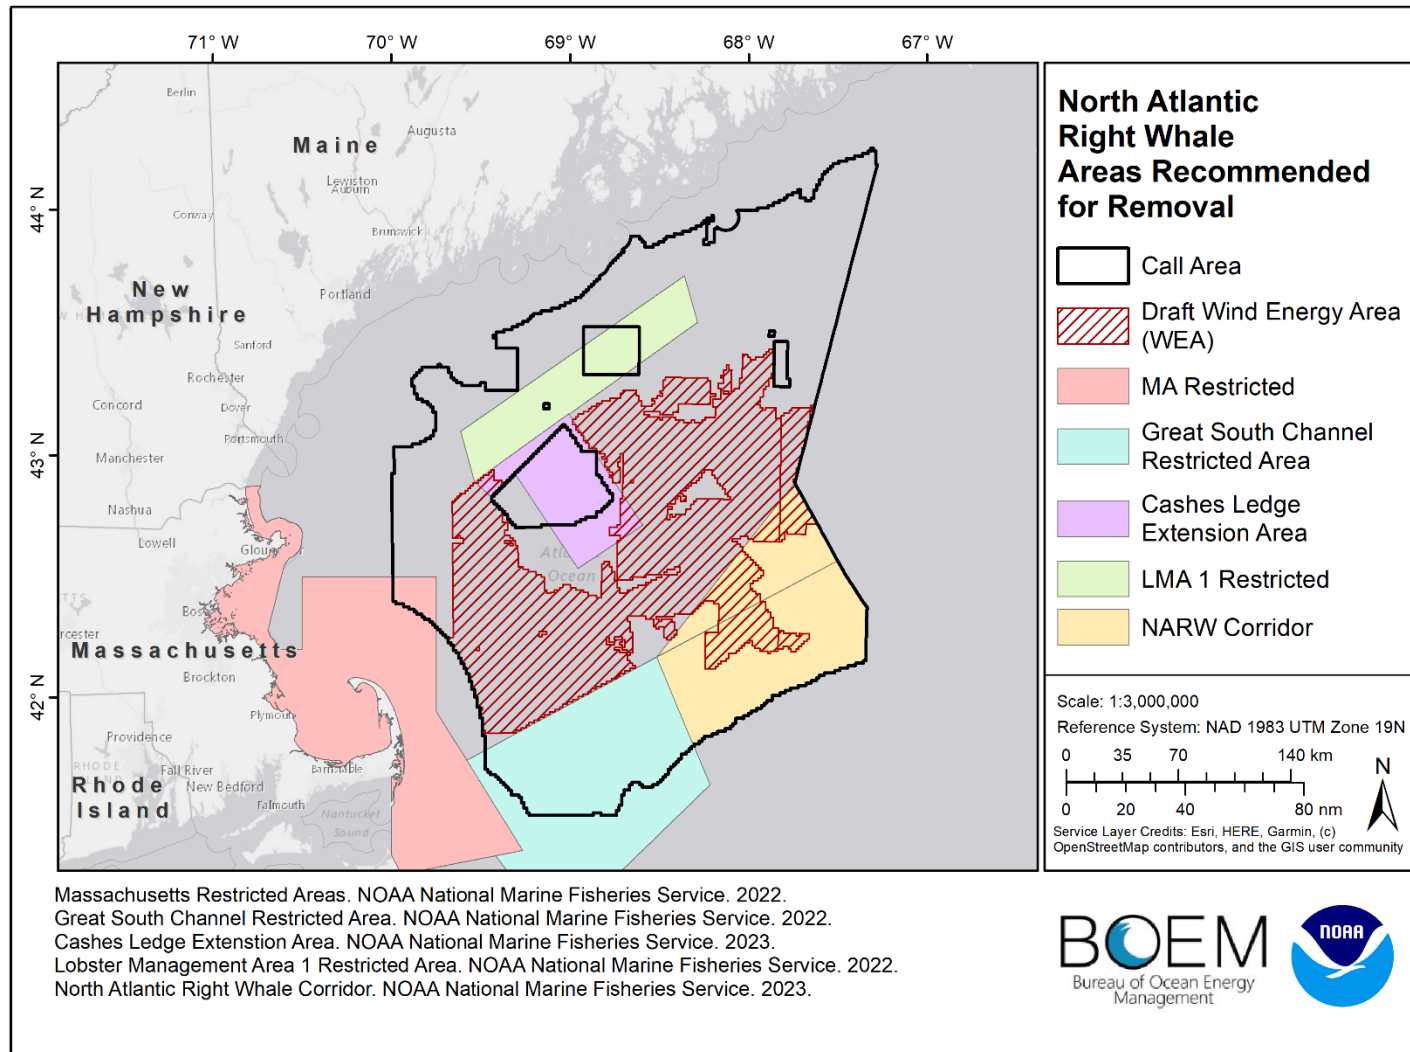 71° W
70° W
69° W
68° W
67° W
44° N
43° N
42° N
Berlin
Augusta
Maine
Lewiston
Auburn
Conway
Brunswick
New
Hampshire
Portland
Sanford
Rochester
Concord
Dover
Portsmouth
Manchester
Nashua
Lowell
Atlantic
Ocean
Massachusetts
Brockton
Plymouth
Providence
Barnstable
Fall River
New Bedford
Rhode
Island
Falmouth
Nantucket
Sound
North Atlantic
Right Whale
Areas Recommended
for Removal
Call Area
Draft Wind Energy Area
(WEA)
MA Restricted
Great South Channel
Restricted Area
Cashes Ledge
Extension Area
LMA 1 Restricted
NARW Corridor
Scale: 1:3,000,000
Reference System: NAD 1983 UTM Zone 19N
0 35 70 140 km
0 20 40 80 nm
N
Service Layer Credits: Esri, HERE, Garmin, (c)
OpenStreetMap contributors, and the GIS user community
Massachusetts Restricted Areas. NOAA National Marine Fisheries Service. 2022.
Great South Channel Restricted Area. NOAA National Marine Fisheries Service. 2022.
Cashes Ledge Extenstion Area. NOAA National Marine Fisheries Service. 2023.
Lobster Management Area 1 Restricted Area. NOAA National Marine Fisheries Service. 2022.
North Atlantic Right Whale Corridor. NOAA National Marine Fisheries Service. 2023.
BOEM
Bureau of Ocean Energy
Management
NOAA